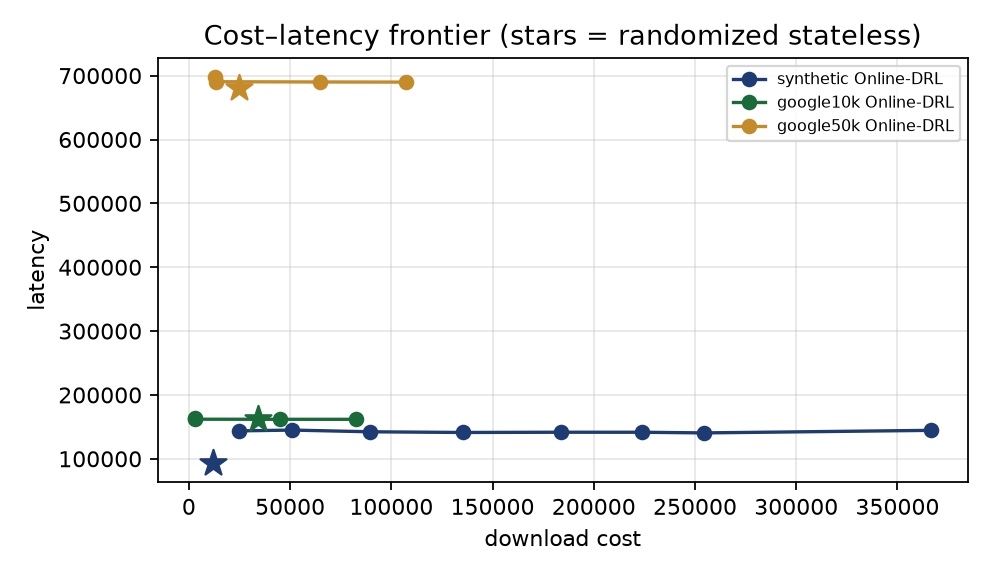 Cost–latency frontier (stars = randomized stateless)
synthetic Online-DRL
google10k Online-DRL
google50k Online-DRL
latency
700000
600000
500000
400000
300000
200000
100000
0 50000 100000 150000 200000 250000 300000 350000
download cost